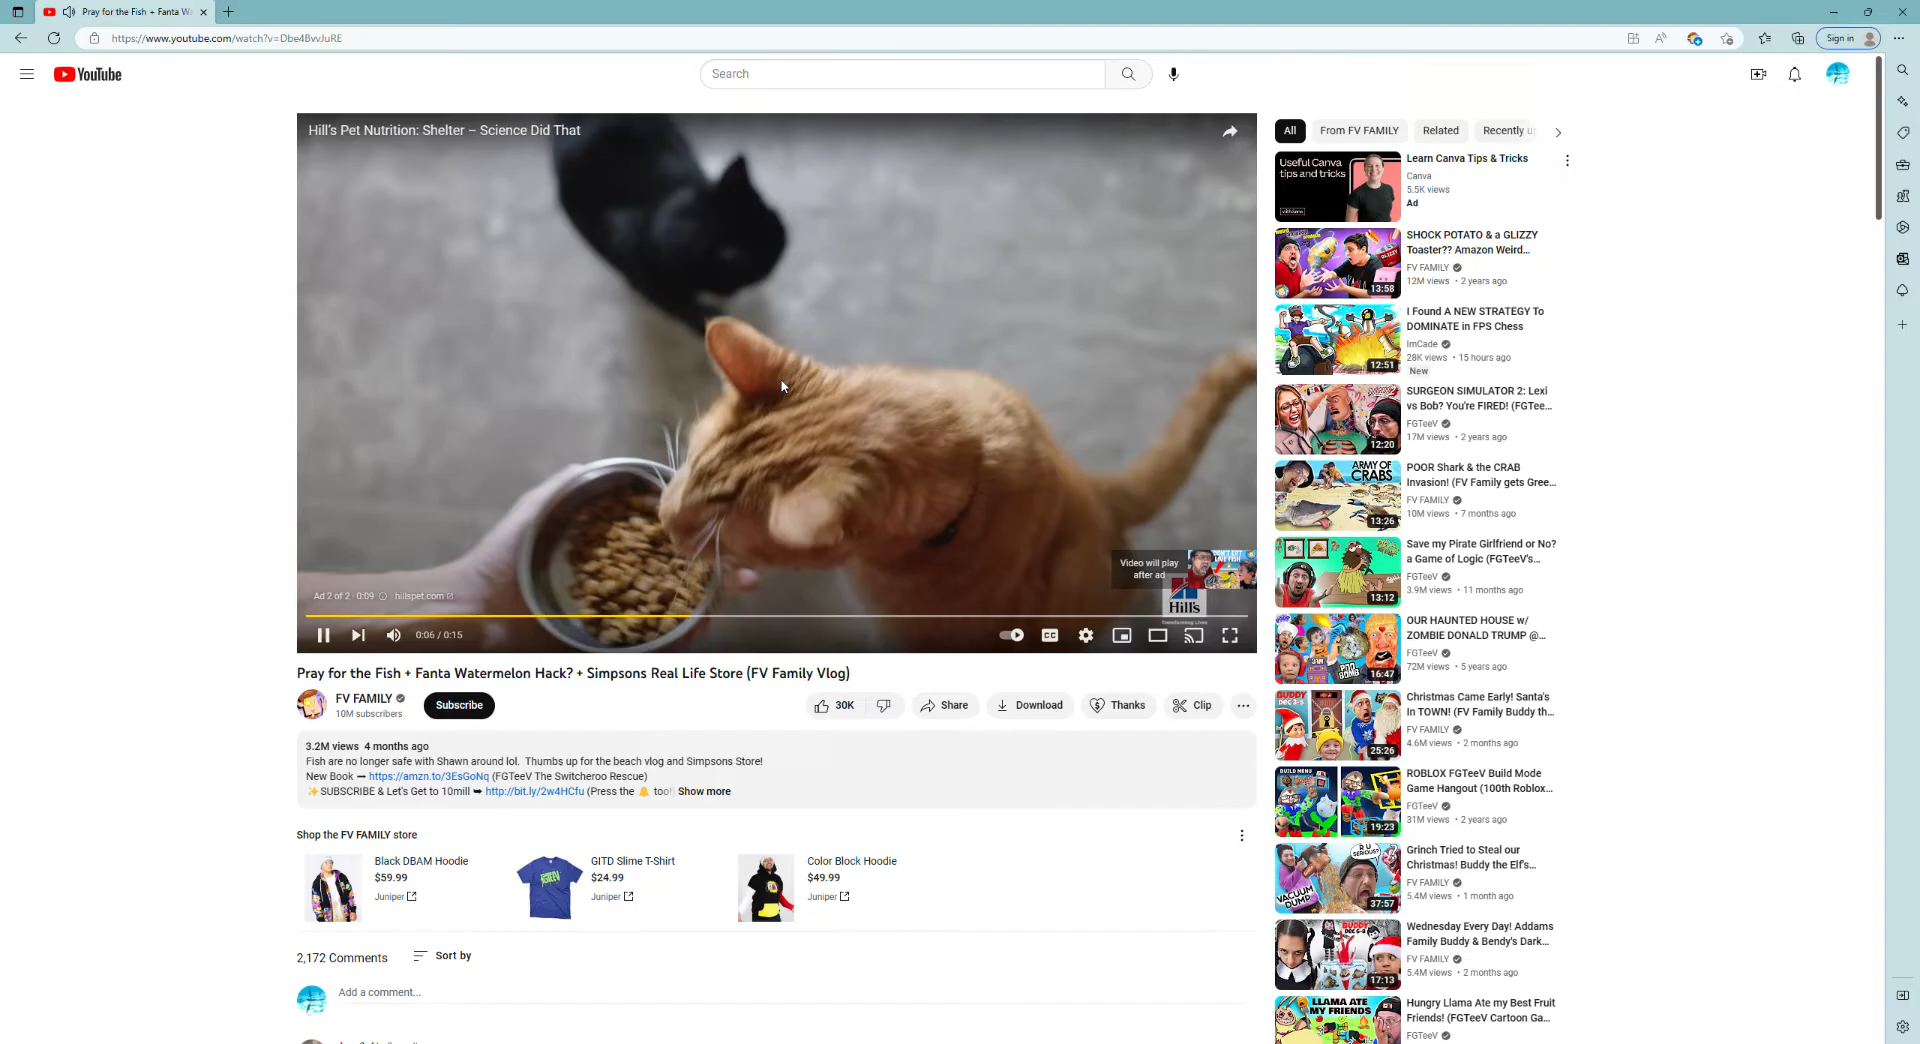 Pray for the Fish + Fanta Wa
https://www.youtube.com/watch?v=Dbe4BvvJuRE
Sign in
YouTube
Search
Hill's Pet Nutrition: Shelter – Science Did That
Video will play
after ad
Hill's
Ad 2 of 2 · 0:09
hillspet.com
0:06 / 0:15
CC
Pray for the Fish + Fanta Watermelon Hack? + Simpsons Real Life Store (FV Family Vlog)
FV FAMILY
10M subscribers
Subscribe
30K
Share
Download
Thanks
Clip
3.2M views 4 months ago
Fish are no longer safe with Shawn around lol. Thumbs up for the beach vlog and Simpsons Store!
New Book ➞ https://amzn.to/3EsGoNq (FGTeeV The Switcheroo Rescue)
✨ SUBSCRIBE & Let's Get to 10mill ➥ http://bit.ly/2w4HCfu (Press the 🔔 too!) Show more
Shop the FV FAMILY store
Black DBAM Hoodie
$59.99
Juniper
GITD Slime T-Shirt
$24.99
Juniper
Color Block Hoodie
$49.99
Juniper
2,172 Comments
Sort by
Add a comment...
All
From FV FAMILY
Related
Recently u
Useful Canva
tips and tricks
Learn Canva Tips & Tricks
Canva
5.5K views
Ad
13:58
SHOCK POTATO & a GLIZZY
Toaster?? Amazon Weird...
FV FAMILY
12M views • 2 years ago
12:51
I Found A NEW STRATEGY To
DOMINATE in FPS Chess
ImCade
28K views • 15 hours ago
New
12:20
SURGEON SIMULATOR 2: Lexi
vs Bob? You're FIRED! (FGTee...
FGTeeV
17M views • 2 years ago
ARMY OF
CRABS
13:26
POOR Shark & the CRAB
Invasion! (FV Family gets Gree...
FV FAMILY
10M views • 7 months ago
13:12
Save my Pirate Girlfriend or No?
a Game of Logic (FGTeeV's...
FGTeeV
3.9M views • 11 months ago
16:47
OUR HAUNTED HOUSE w/
ZOMBIE DONALD TRUMP @...
FGTeeV
72M views • 5 years ago
BUDDY
25:26
Christmas Came Early! Santa's
In TOWN! (FV Family Buddy th...
FV FAMILY
4.6M views • 2 months ago
BUILD MENU
19:23
ROBLOX FGTeeV Build Mode
Game Hangout (100th Roblox...
FGTeeV
31M views • 2 years ago
R U
SERIOUS?
VACUUM
DUMP
37:57
Grinch Tried to Steal our
Christmas! Buddy the Elf's...
FV FAMILY
5.4M views • 1 month ago
BUDDY
17:13
Wednesday Every Day! Addams
Family Buddy & Bendy's Dark...
FV FAMILY
5.4M views • 2 months ago
LLAMA ATE
MY FRIENDS
Hungry Llama Ate my Best Fruit
Friends! (FGTeeV Cartoon Ga...
FGTeeV